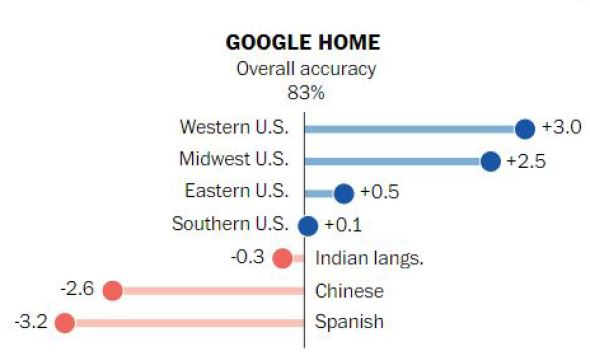 GOOGLE HOME
Overall accuracy
83%
Western U.S. +3.0
Midwest U.S. +2.5
Eastern U.S. +0.5
Southern U.S. +0.1
-0.3 Indian langs.
-2.6 Chinese
-3.2 Spanish